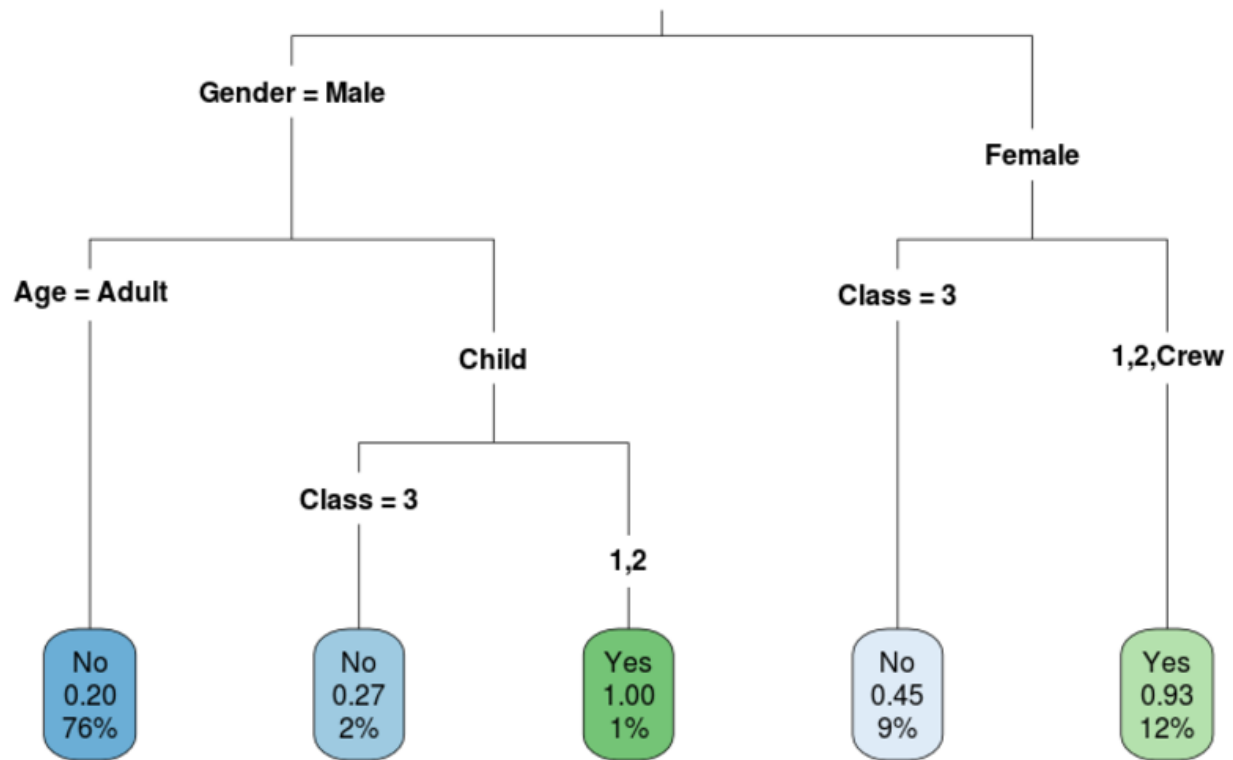 Gender = Male
Female
Age = Adult
Class = 3
Child
1,2,Crew
Class = 3
1,2
No
0.20
76%
No
0.27
2%
Yes
1.00
1%
No
0.45
9%
Yes
0.93
12%